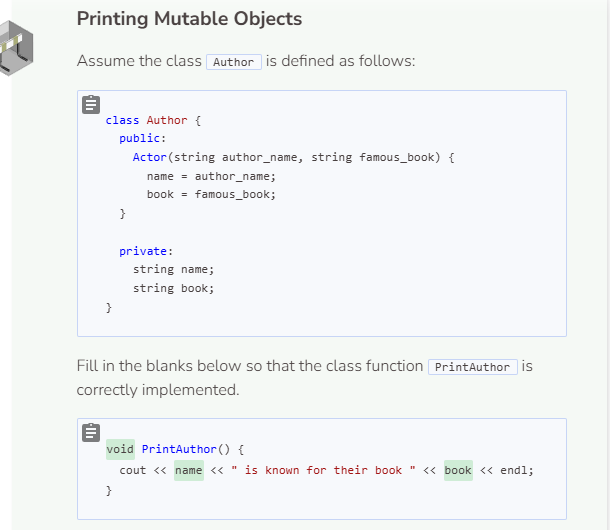 Printing Mutable Objects
Assume the class Author is defined as follows:
class Author {
  public:
    Actor(string author_name, string famous_book) {
      name = author_name;
      book = famous_book;
  }

  private:
    string name;
    string book;
}
Fill in the blanks below so that the class function PrintAuthor is
correctly implemented.
void PrintAuthor() {
  cout << name << " is known for their book " << book << endl;
}